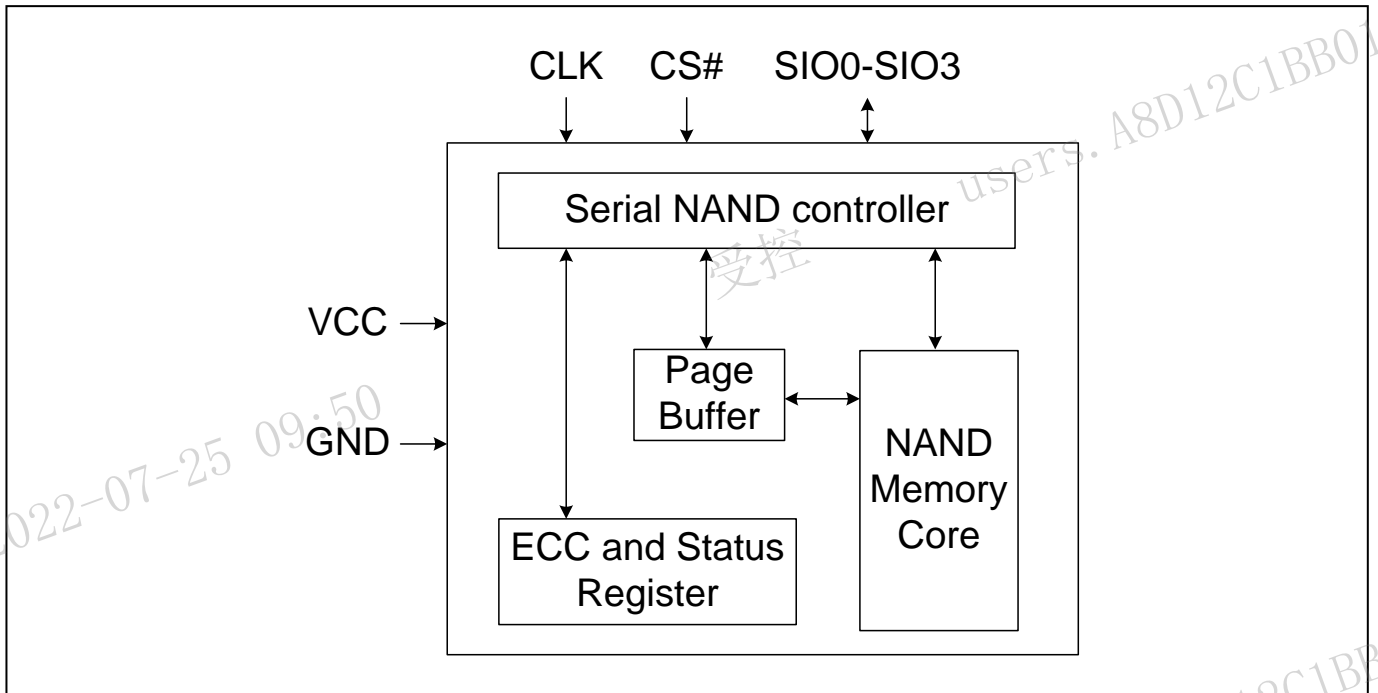 CLK CS# SIO0-SIO3
users.A8D12C1BB01
Serial NAND controller
受控
VCC
Page
Buffer
GND
2022-07-25 09:50
NAND
Memory
Core
ECC and Status
Register